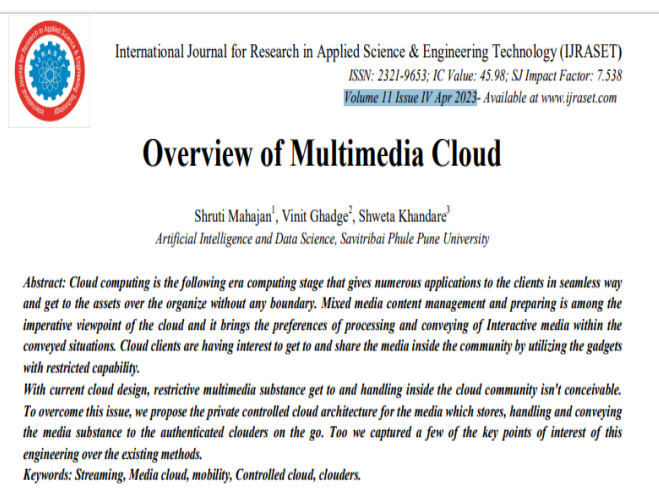 International Journal for Research in Applied Science & Engineering Technology (IJRASET)
ISSN: 2321-9653; IC Value: 45.98; SJ Impact Factor: 7.538
Volume 11 Issue IV Apr 2023- Available at www.ijraset.com
Overview of Multimedia Cloud
Shruti Mahajan1, Vinit Ghadge2, Shweta Khandare3
Artificial Intelligence and Data Science, Savitribai Phule Pune University
Abstract: Cloud computing is the following era computing stage that gives numerous applications to the clients in seamless way
and get to the assets over the organize without any boundary. Mixed media content management and preparing is among the
imperative viewpoint of the cloud and it brings the preferences of processing and conveying of Interactive media within the
conveyed situations. Cloud clients are having interest to get to and share the media inside the community by utilizing the gadgets
with restricted capability.
With current cloud design, restrictive multimedia substance get to and handling inside the cloud community isn't conceivable.
To overcome this issue, we propose the private controlled cloud architecture for the media which stores, handling and conveying
the media substance to the authenticated clouders on the go. Too we captured a few of the key points of interest of this
engineering over the existing methods.
Keywords: Streaming, Media cloud, mobility, Controlled cloud, clouders.